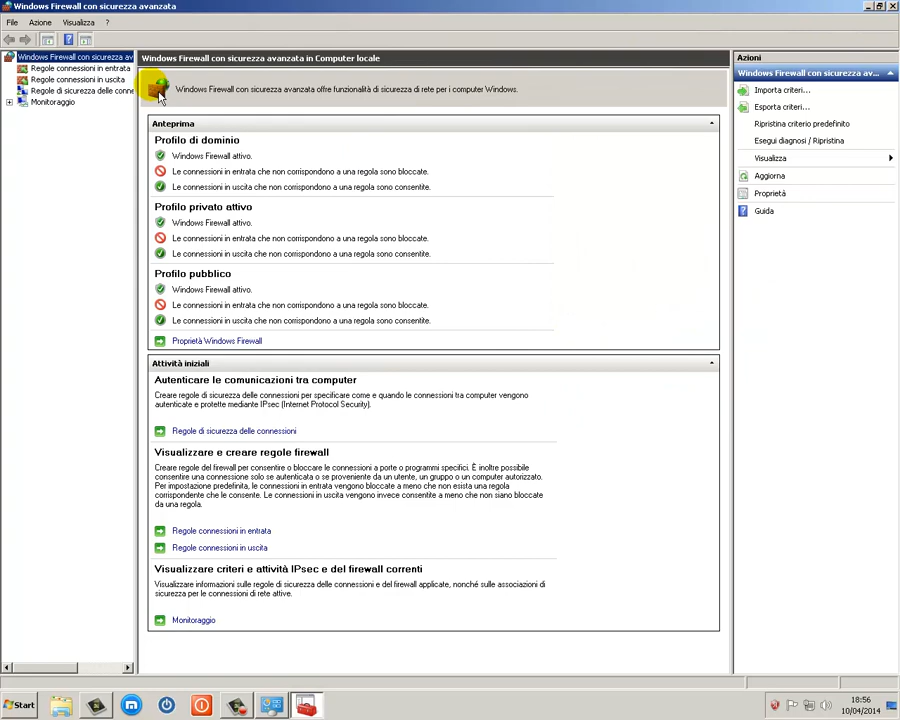 Windows Firewall con sicurezza avanzata
File Azione Visualizza ?
Windows Firewall con sicurezza av
Regole connessioni in entrata
Regole connessioni in uscita
Regole di sicurezza delle conne
Monitoraggio
Windows Firewall con sicurezza avanzata in Computer locale
Windows Firewall con sicurezza avanzata offre funzionalità di sicurezza di rete per i computer Windows.
Anteprima
Profilo di dominio
Windows Firewall attivo.
Le connessioni in entrata che non corrispondono a una regola sono bloccate.
Le connessioni in uscita che non corrispondono a una regola sono consentite.
Profilo privato attivo
Windows Firewall attivo.
Le connessioni in entrata che non corrispondono a una regola sono bloccate.
Le connessioni in uscita che non corrispondono a una regola sono consentite.
Profilo pubblico
Windows Firewall attivo.
Le connessioni in entrata che non corrispondono a una regola sono bloccate.
Le connessioni in uscita che non corrispondono a una regola sono consentite.
Proprietà Windows Firewall
Attività iniziali
Autenticare le comunicazioni tra computer
Creare regole di sicurezza delle connessioni per specificare come e quando le connessioni tra computer vengono
autenticate e protette mediante IPsec (Internet Protocol Security).
Regole di sicurezza delle connessioni
Visualizzare e creare regole firewall
Creare regole del firewall per consentire o bloccare le connessioni a porte o programmi specifici. È inoltre possibile
consentire una connessione solo se autenticata o se proveniente da un utente, un gruppo o un computer autorizzato.
Per impostazione predefinita, le connessioni in entrata vengono bloccate a meno che non esista una regola
corrispondente che le consente. Le connessioni in uscita vengono invece consentite a meno che non siano bloccate
da una regola.
Regole connessioni in entrata
Regole connessioni in uscita
Visualizzare criteri e attività IPsec e del firewall correnti
Visualizzare informazioni sulle regole di sicurezza delle connessioni e del firewall applicate, nonché sulle associazioni di
sicurezza per le connessioni di rete attive.
Monitoraggio
Azioni
Windows Firewall con sicurezza av...
Importa criteri...
Esporta criteri...
Ripristina criterio predefinito
Esegui diagnosi / Ripristina
Visualizza
Aggiorna
Proprietà
Guida
Start
18:56
10/04/2014